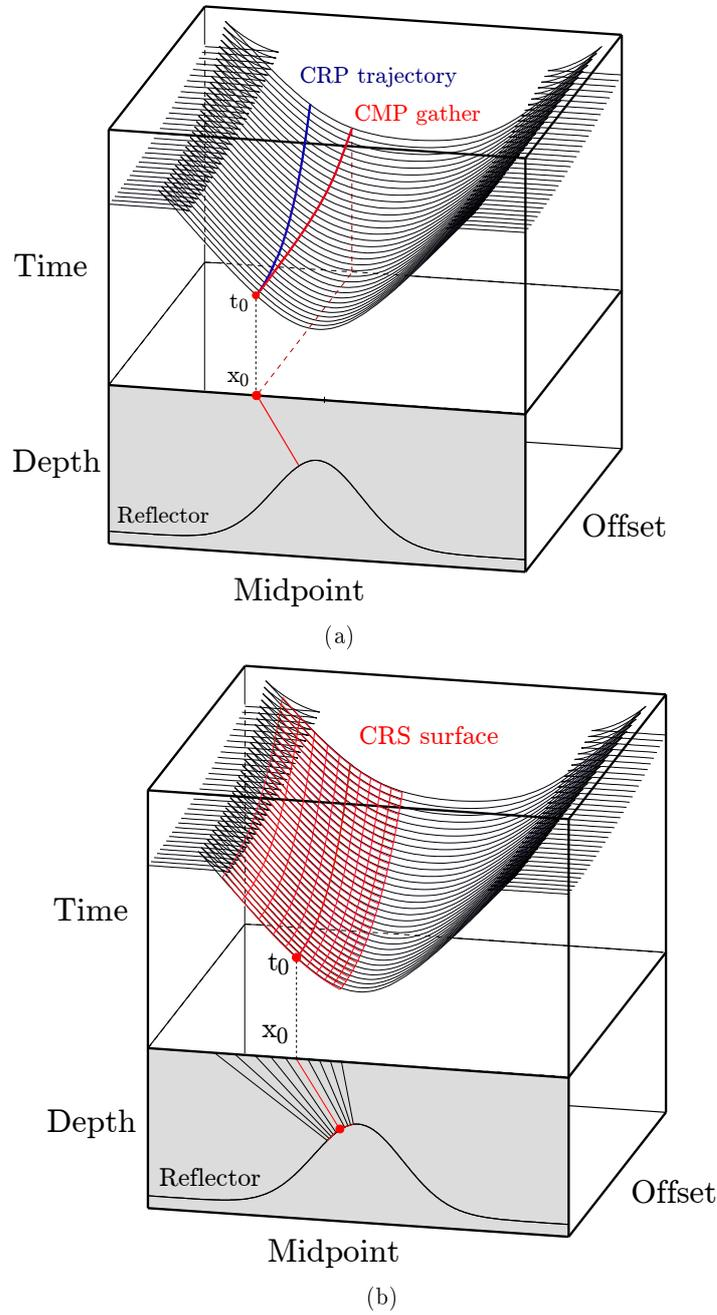 CRP trajectory
CMP gather
Time
t0
x0
Depth
Reflector
Offset
Midpoint
(a)
CRS surface
Time
t0
x0
Depth
Reflector
Offset
Midpoint
(b)